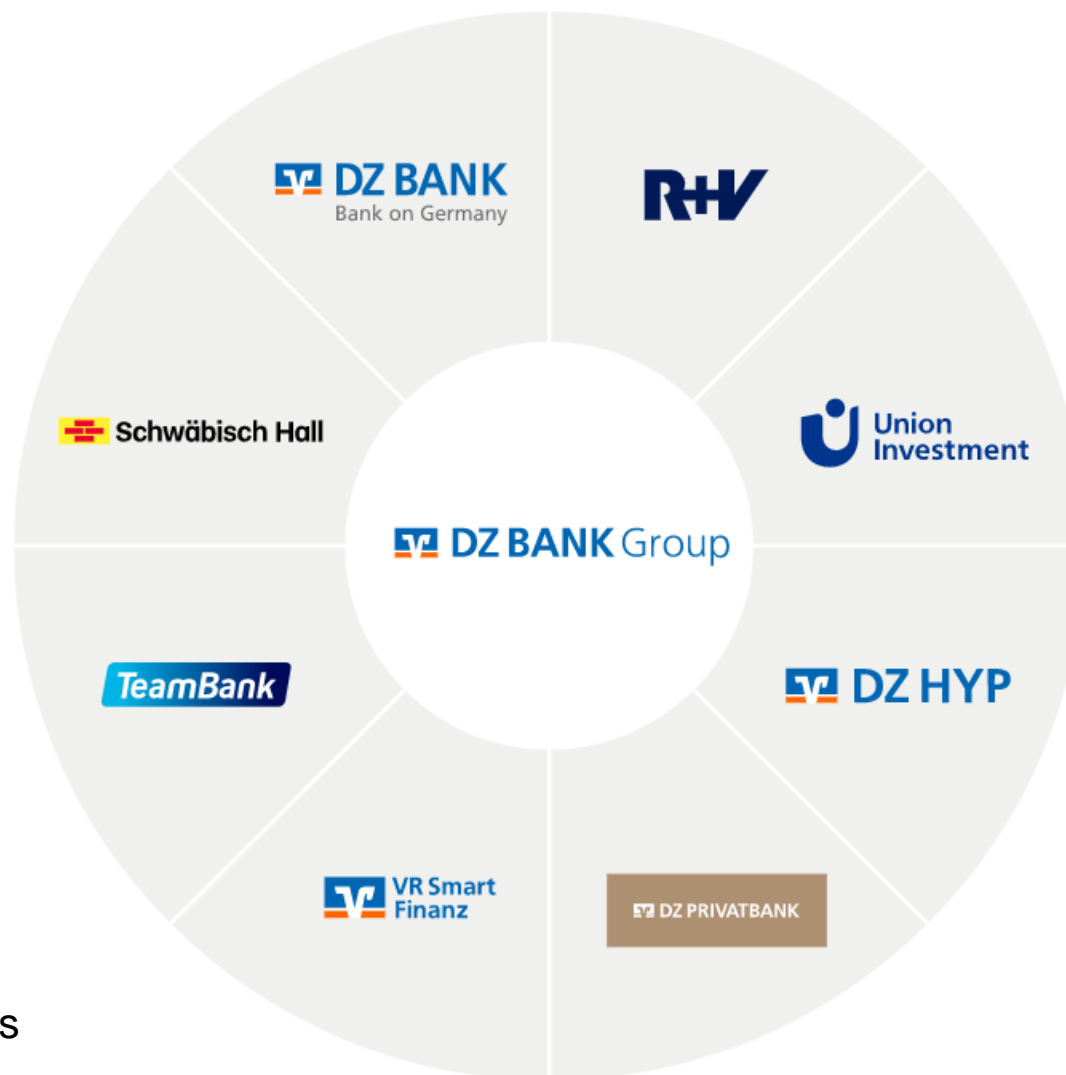 DZ BANK
Bank on Germany
R+V
Schwäbisch Hall
Union
Investment
DZ BANK Group
TeamBank
DZ HYP
VR Smart
Finanz
DZ PRIVATBANK
s